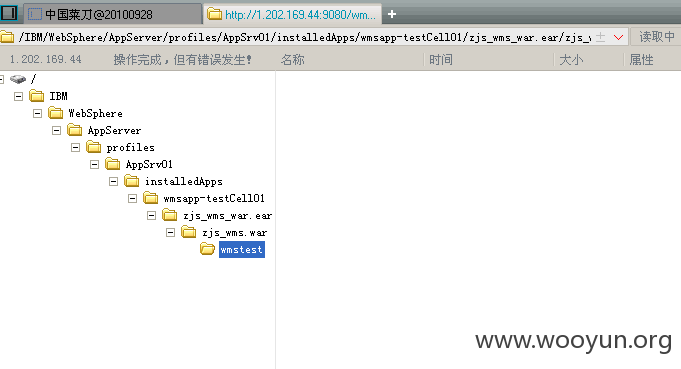 中国菜刀@20100928
http://1.202.169.44:9080/wm...
/IBM/WebSphere/AppServer/profiles/AppSrv01/installedApps/wmsapp-testCell01/zjs_wms_war.ear/zjs_w 读取中
1.202.169.44 操作完成，但有错误发生! 名称 时间 大小 属性
/
IBM
WebSphere
AppServer
profiles
AppSrv01
installedApps
wmsapp-testCell01
zjs_wms_war.ear
zjs_wms.war
wmstest
www.wooyun.org